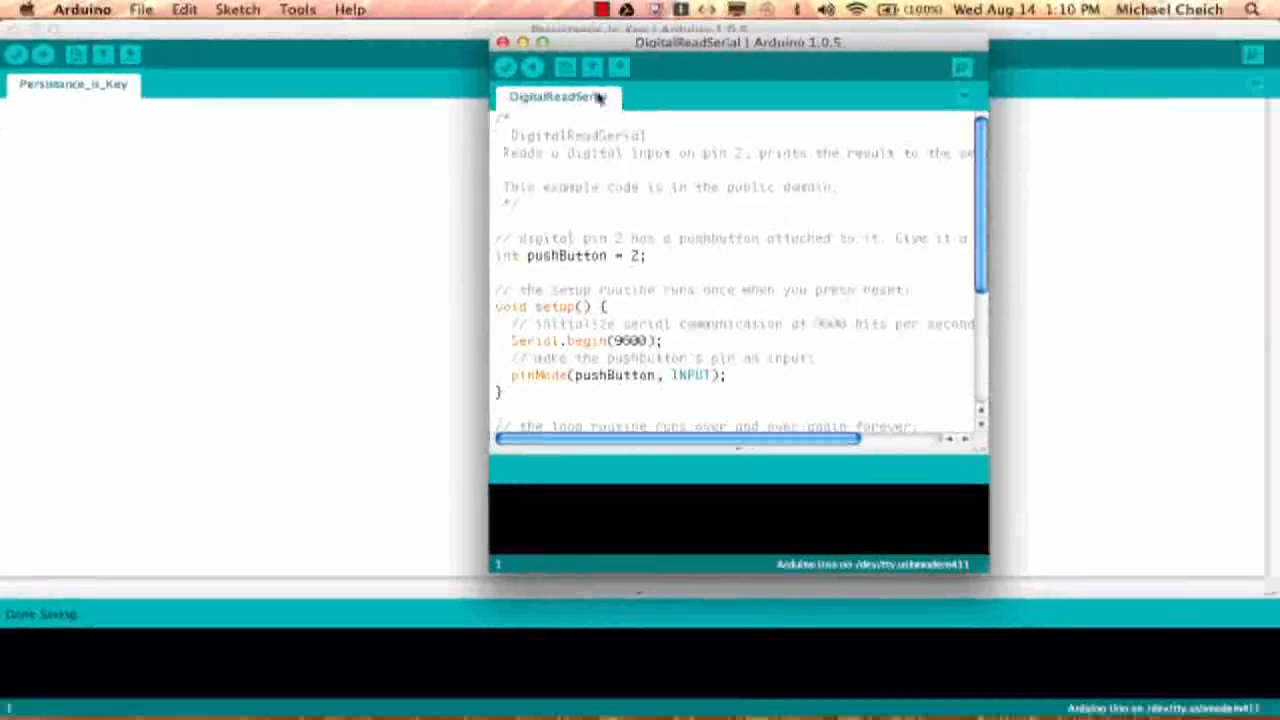 Arduino File Edit Sketch Tools Help (100%) Wed Aug 14 1:10 PM Michael Cheich
Persistance_Is_Key | Arduino 1.0.5
DigitalReadSerial | Arduino 1.0.5
Persistance_Is_Key
DigitalReadSerial
/*
DigitalReadSerial
Reads a digital input on pin 2, prints the result to the se
This example code is in the public domain.
*/
// digital pin 2 has a pushbutton attached to it. Give it a
int pushButton = 2;
// the setup routine runs once when you press reset:
void setup() {
// initialize serial communication at 9600 bits per second
Serial.begin(9600);
// make the pushbutton's pin an input:
pinMode(pushButton, INPUT);
}
// the loop routine runs over and over again forever:
1 Arduino Uno on /dev/tty.usbmodem411
Done Saving.
1 Arduino Uno on /dev/tty.usbmodem411